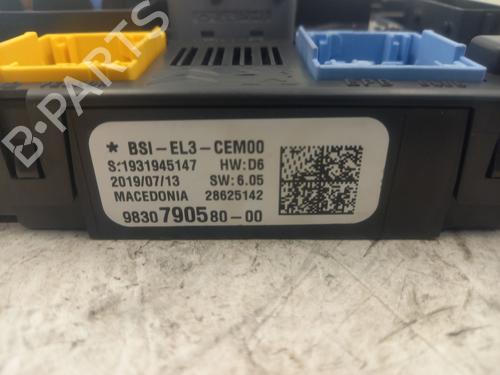 B-PARTS
* BSI-EL3-CEM00
S:1931945147 HW:D6
2019/07/13 SW:6.05
MACEDONIA 28625142
9830790580-00